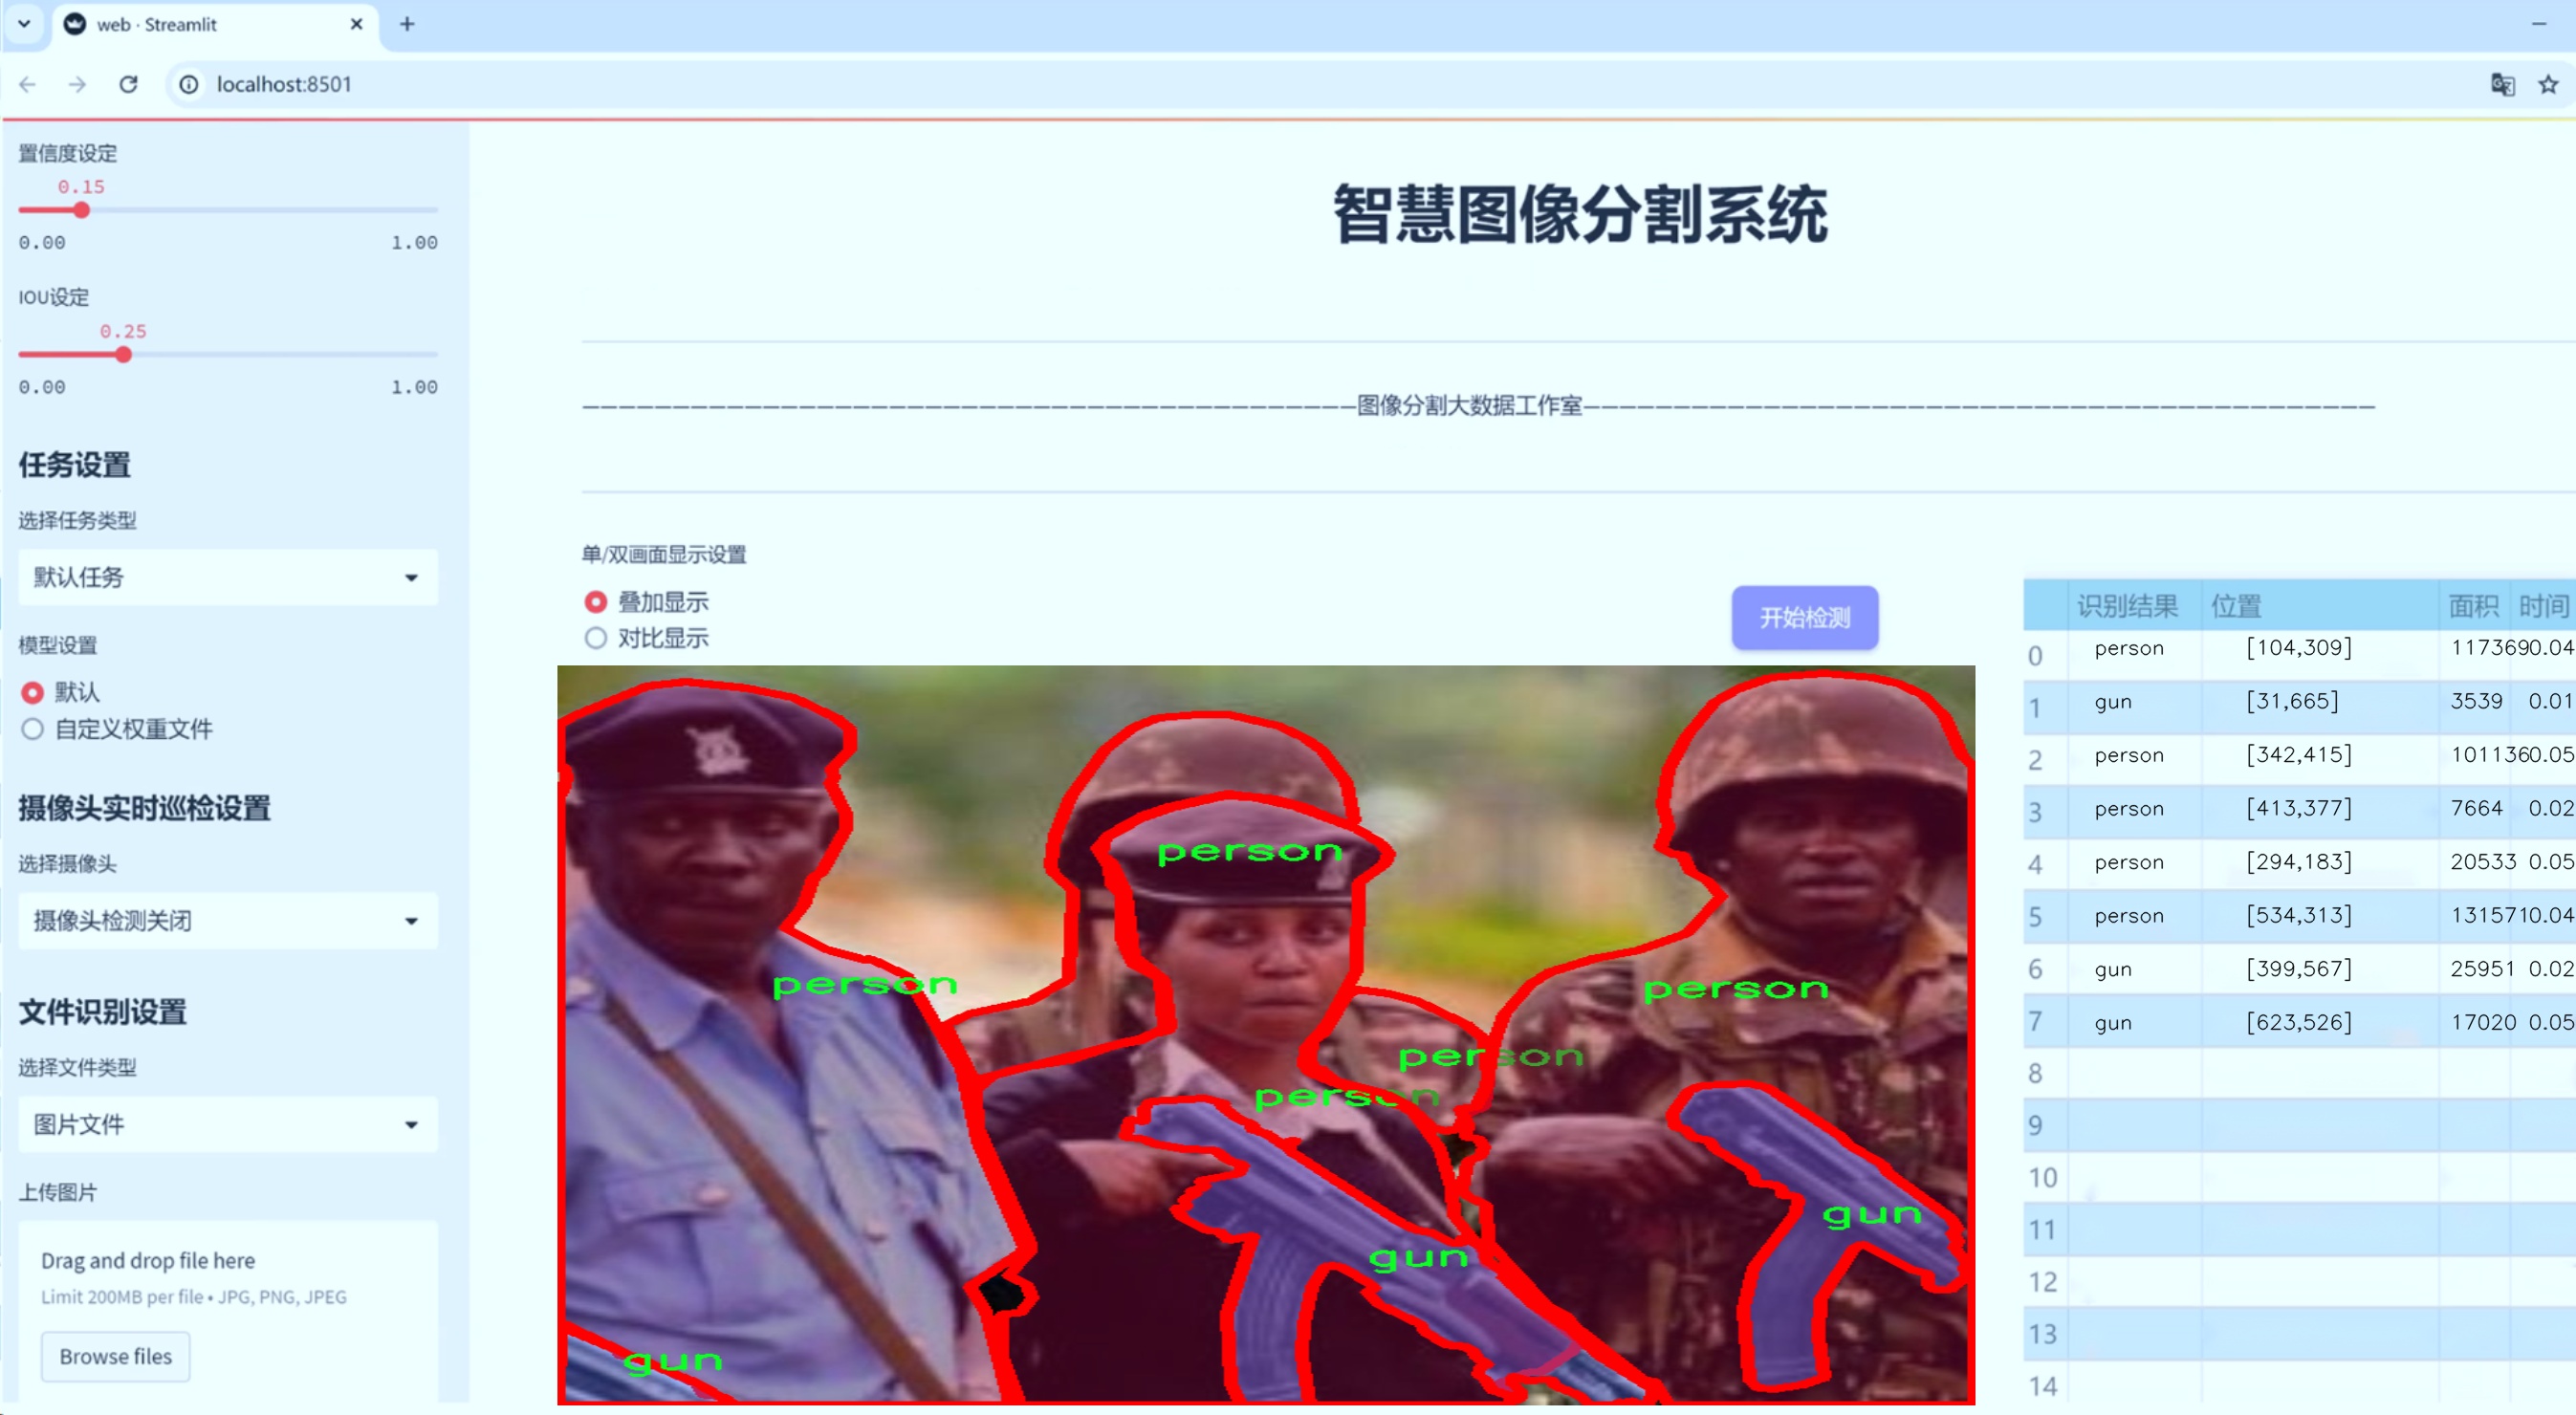 web · Streamlit
localhost:8501
置信度设定
0.15
0.00 1.00
IOU设定
0.25
0.00 1.00
任务设置
选择任务类型
默认任务
模型设置
默认
自定义权重文件
摄像头实时巡检设置
选择摄像头
摄像头检测关闭
文件识别设置
选择文件类型
图片文件
上传图片
Drag and drop file here
Limit 200MB per file • JPG, PNG, JPEG
Browse files
智慧图像分割系统
———————————————————————————————————————————图像分割大数据工作室————————————————————————————————————————————
单/双画面显示设置
叠加显示
对比显示
开始检测
person
person
person
person
person
gun
gun
gun
识别结果 位置 面积 时间
0 person [104,309] 117369 0.04
1 gun [31,665] 3539 0.01
2 person [342,415] 101136 0.05
3 person [413,377] 7664 0.02
4 person [294,183] 20533 0.05
5 person [534,313] 131571 0.04
6 gun [399,567] 25951 0.02
7 gun [623,526] 17020 0.05
8
9
10
11
12
13
14